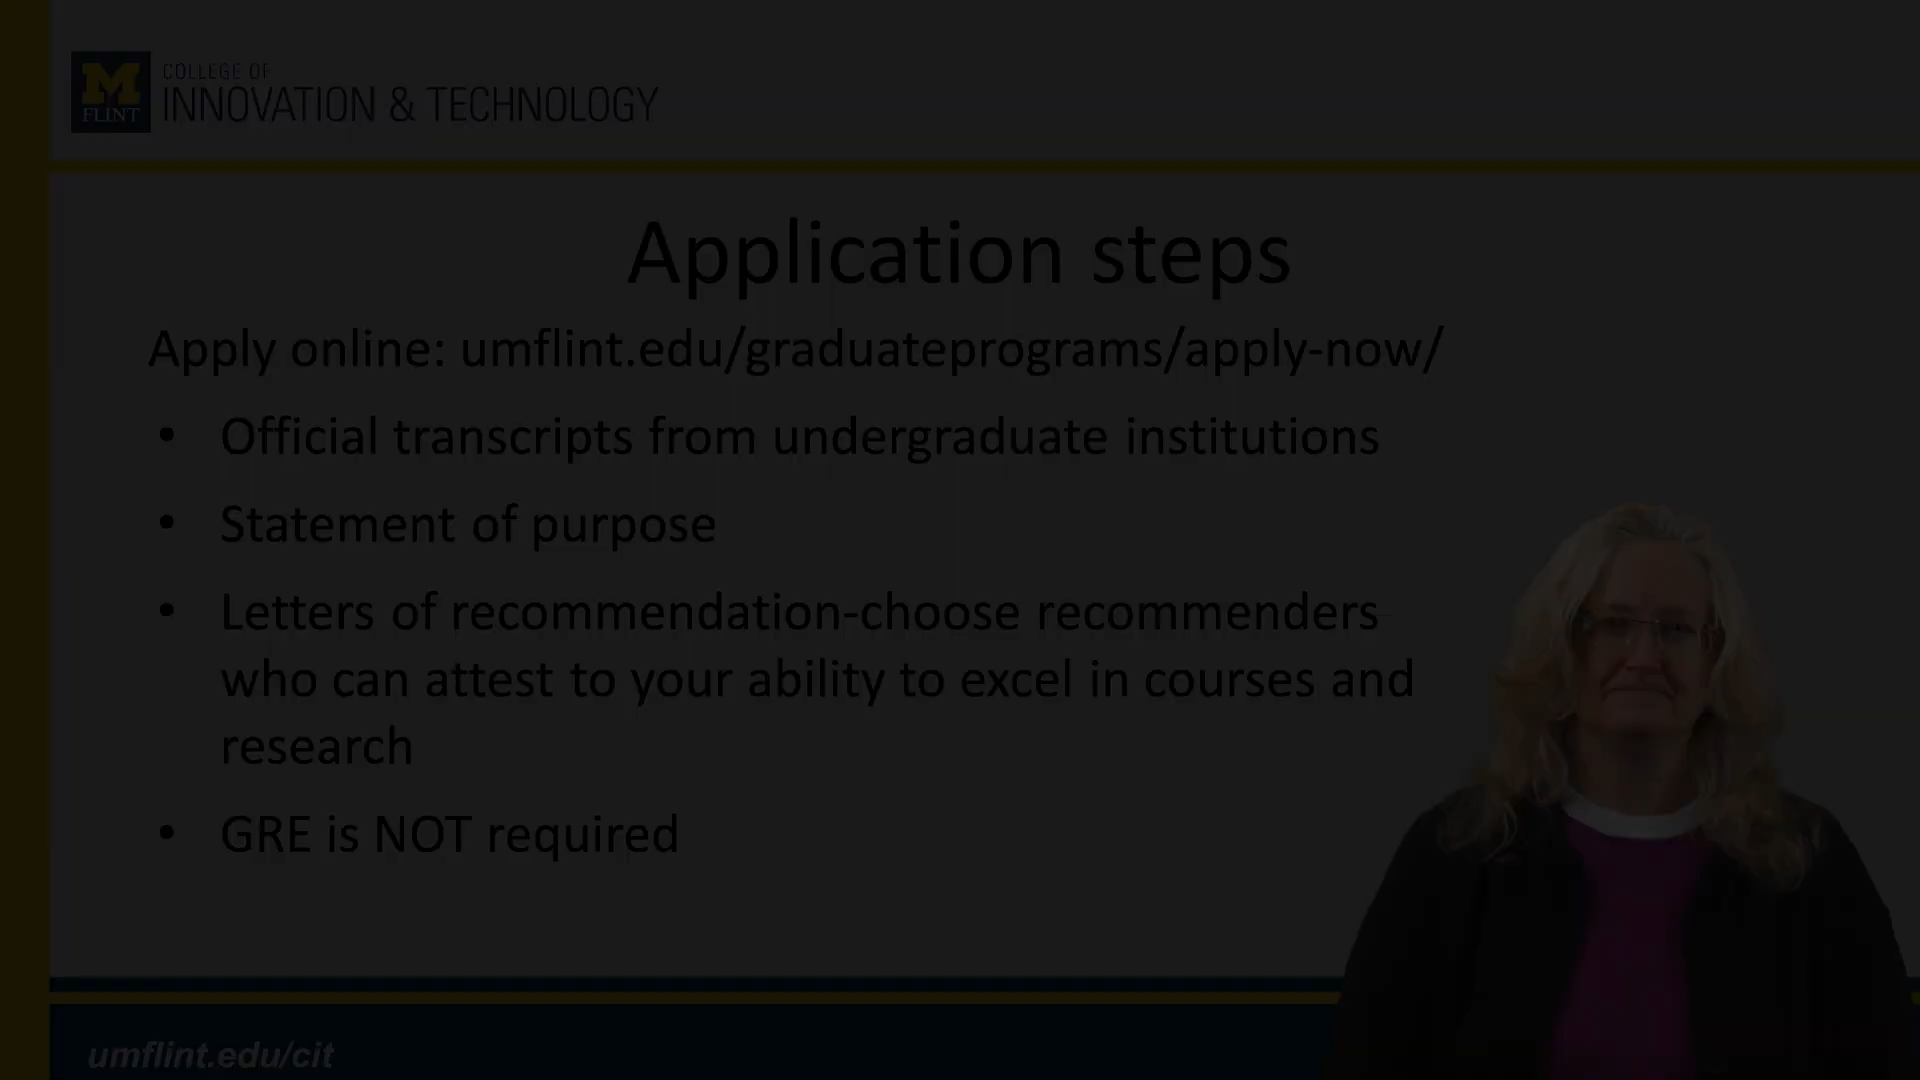 M
FLINT
COLLEGE OF
INNOVATION & TECHNOLOGY
Application steps
Apply online: umflint.edu/graduateprograms/apply-now/
• Official transcripts from undergraduate institutions
• Statement of purpose
• Letters of recommendation-choose recommenders
who can attest to your ability to excel in courses and
research
• GRE is NOT required
umflint.edu/cit